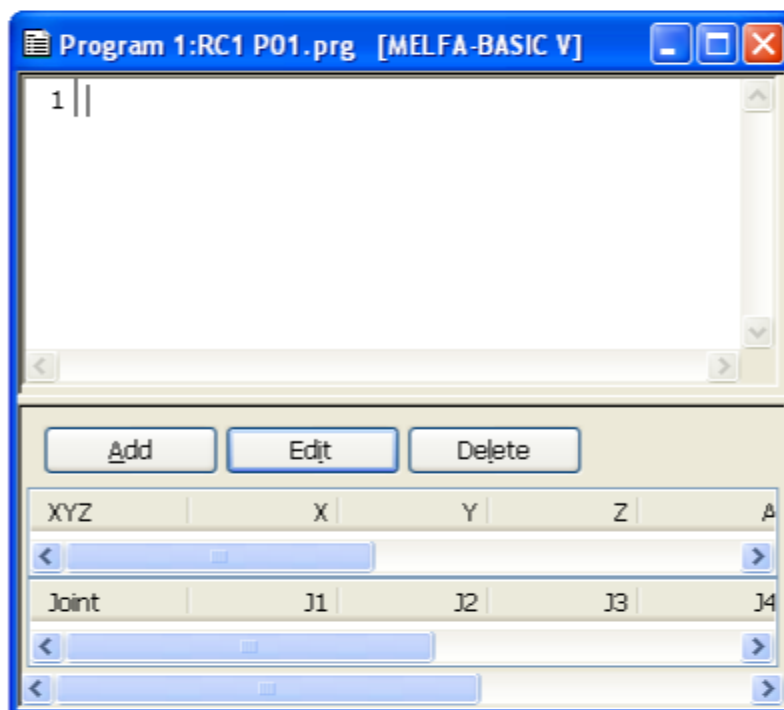 Program 1:RC1 P01.prg [MELFA-BASIC V]
1
Add Edit Delete
XYZ X Y Z A
Joint J1 J2 J3 J4